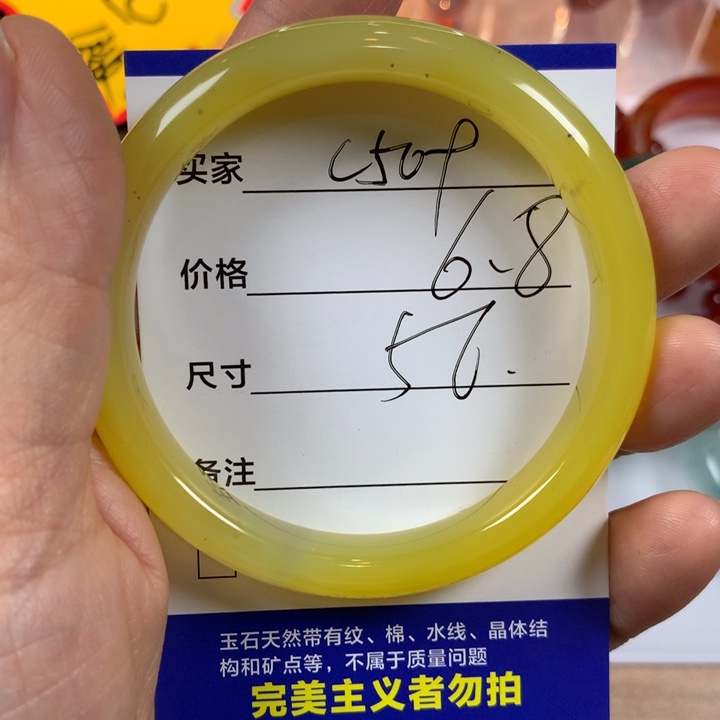 买家 c509
价格 6.8
尺寸 56.
备注
玉石天然带有纹、棉、水线、晶体结
构和矿点等，不属于质量问题
完美主义者勿拍